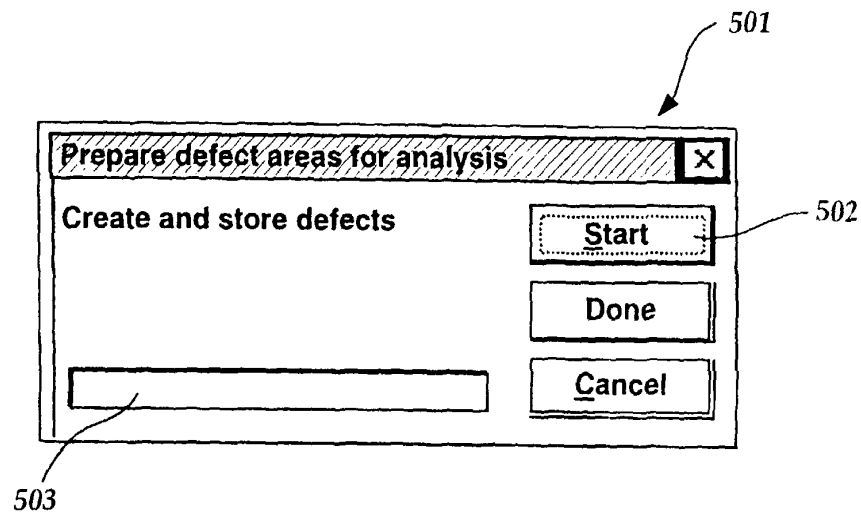 501
Prepare defect areas for analysis
X
Create and store defects
Start
502
Done
Cancel
503